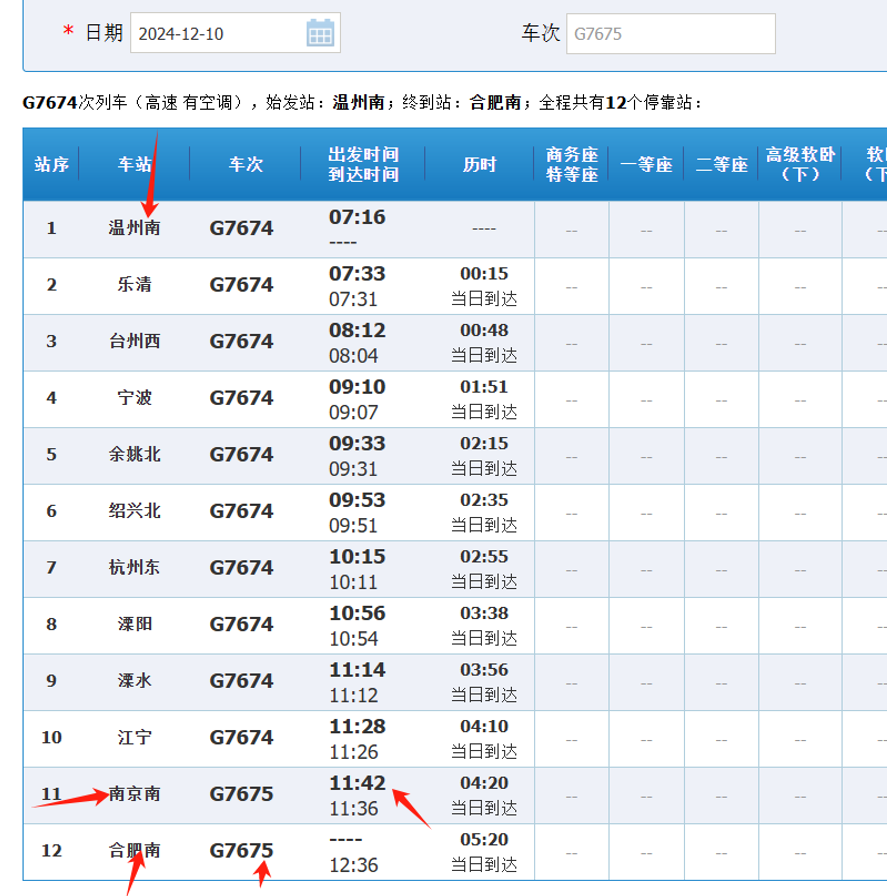 * 日期 2024-12-10 车次 G7675
G7674次列车（高速 有空调），始发站：温州南；终到站：合肥南；全程共有12个停靠站：
站序 车站 车次 出发时间 到达时间 历时 商务座 特等座 一等座 二等座 高级软卧（下） 软
1 温州南 G7674 07:16 ---- ---- -- -- -- -- --
2 乐清 G7674 07:33 07:31 00:15 当日到达 -- -- -- -- --
3 台州西 G7674 08:12 08:04 00:48 当日到达 -- -- -- -- --
4 宁波 G7674 09:10 09:07 01:51 当日到达 -- -- -- -- --
5 余姚北 G7674 09:33 09:31 02:15 当日到达 -- -- -- -- --
6 绍兴北 G7674 09:53 09:51 02:35 当日到达 -- -- -- -- --
7 杭州东 G7674 10:15 10:11 02:55 当日到达 -- -- -- -- --
8 溧阳 G7674 10:56 10:54 03:38 当日到达 -- -- -- -- --
9 溧水 G7674 11:14 11:12 03:56 当日到达 -- -- -- -- --
10 江宁 G7674 11:28 11:26 04:10 当日到达 -- -- -- -- --
11 南京南 G7675 11:42 11:36 04:20 当日到达 -- -- -- -- --
12 合肥南 G7675 ---- 12:36 05:20 当日到达 -- -- -- -- --